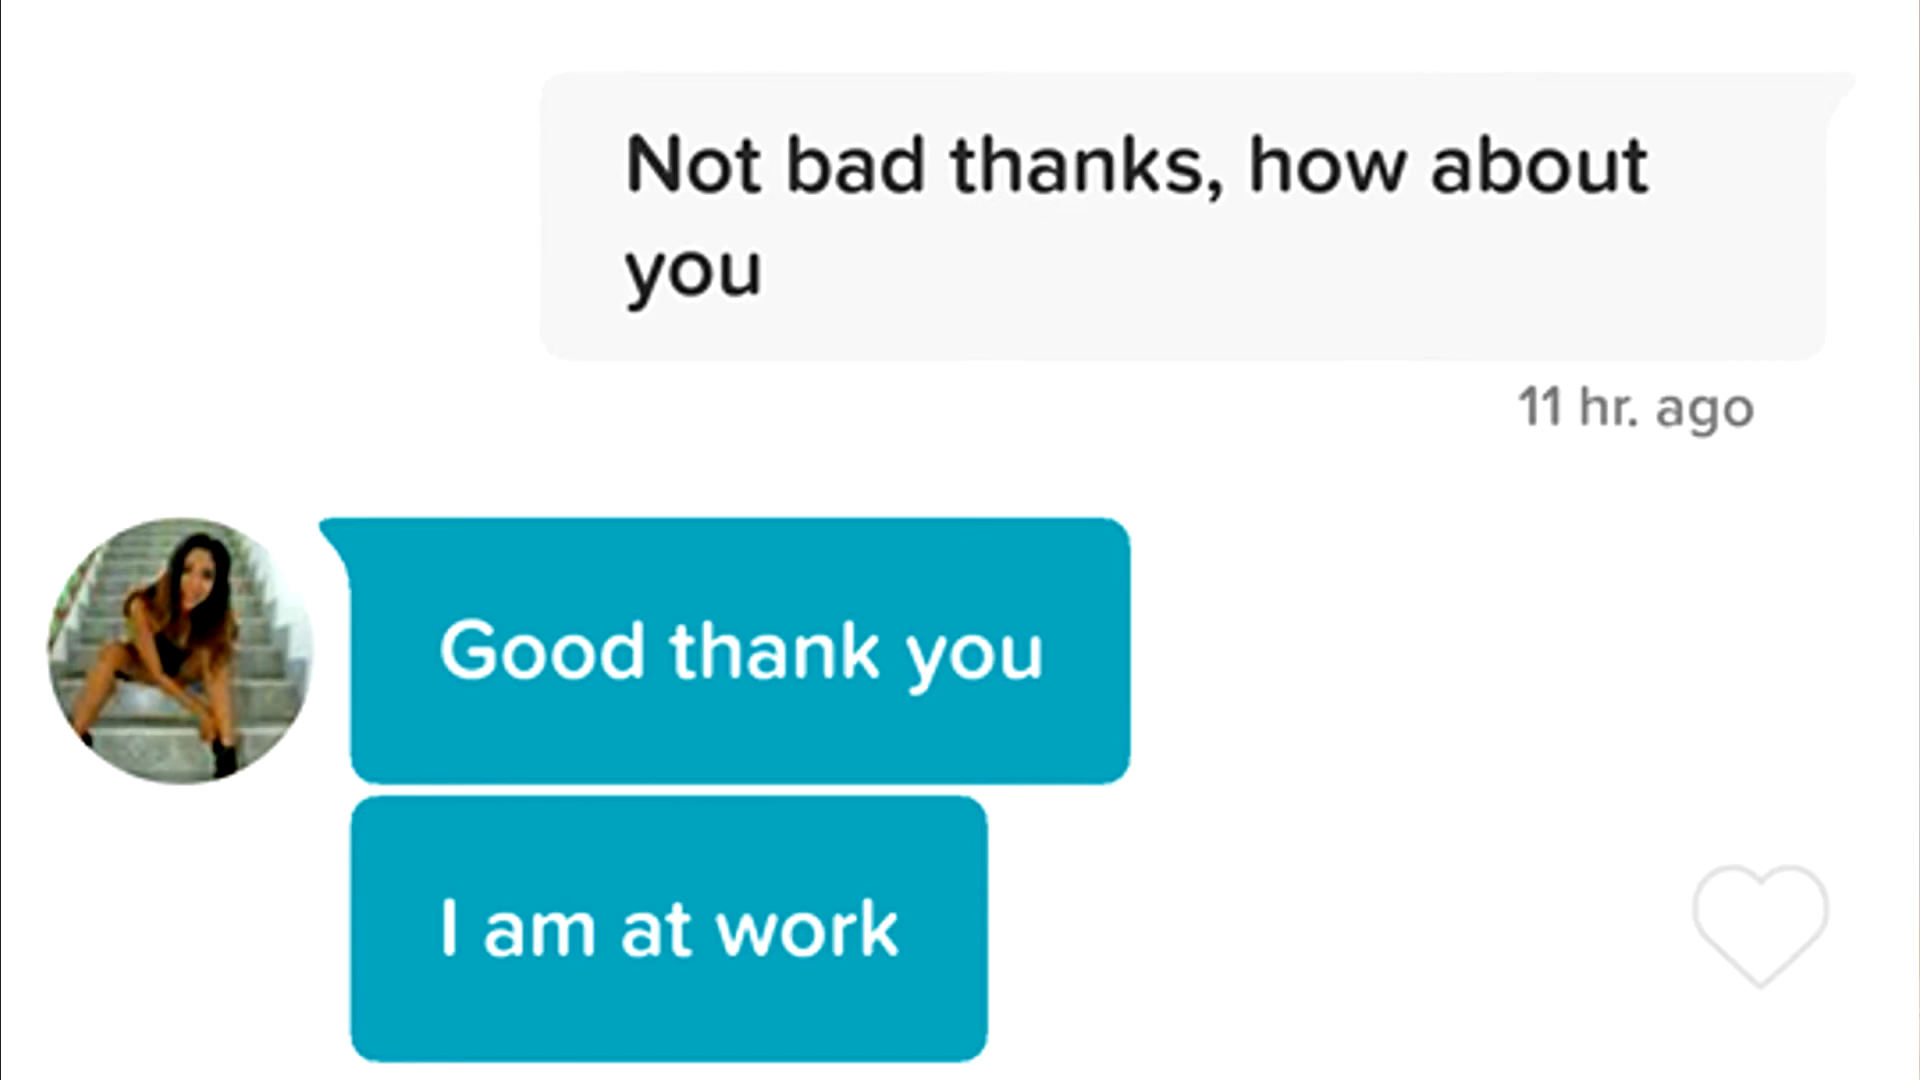 Not bad thanks, how about
you
11 hr. ago
Good thank you
I am at work